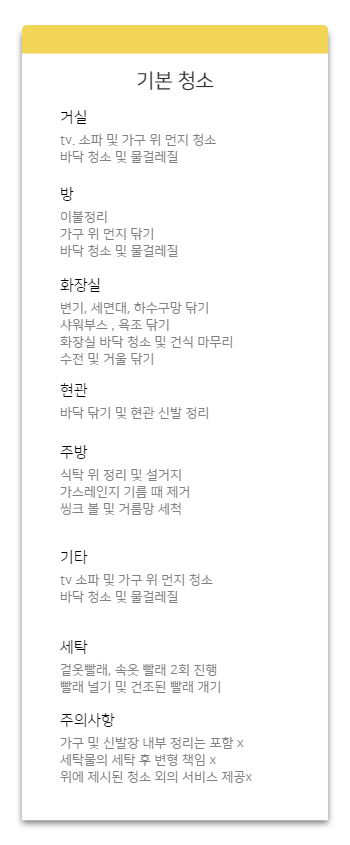 기본 청소
거실
tv. 소파 및 가구 위 먼지 청소
바닥 청소 및 물걸레질
방
이불정리
가구 위 먼지 닦기
바닥 청소 및 물걸레질
화장실
변기, 세면대, 하수구망 닦기
샤워부스 , 욕조 닦기
화장실 바닥 청소 및 건식 마무리
수전 및 거울 닦기
현관
바닥 닦기 및 현관 신발 정리
주방
식탁 위 정리 및 설거지
가스레인지 기름 때 제거
씽크 볼 및 거름망 세척
기타
tv 소파 및 가구 위 먼지 청소
바닥 청소 및 물걸레질
세탁
겉옷빨래, 속옷 빨래 2회 진행
빨래 널기 및 건조된 빨래 개기
주의사항
가구 및 신발장 내부 정리는 포함 x
세탁물의 세탁 후 변형 책임 x
위에 제시된 청소 외의 서비스 제공x